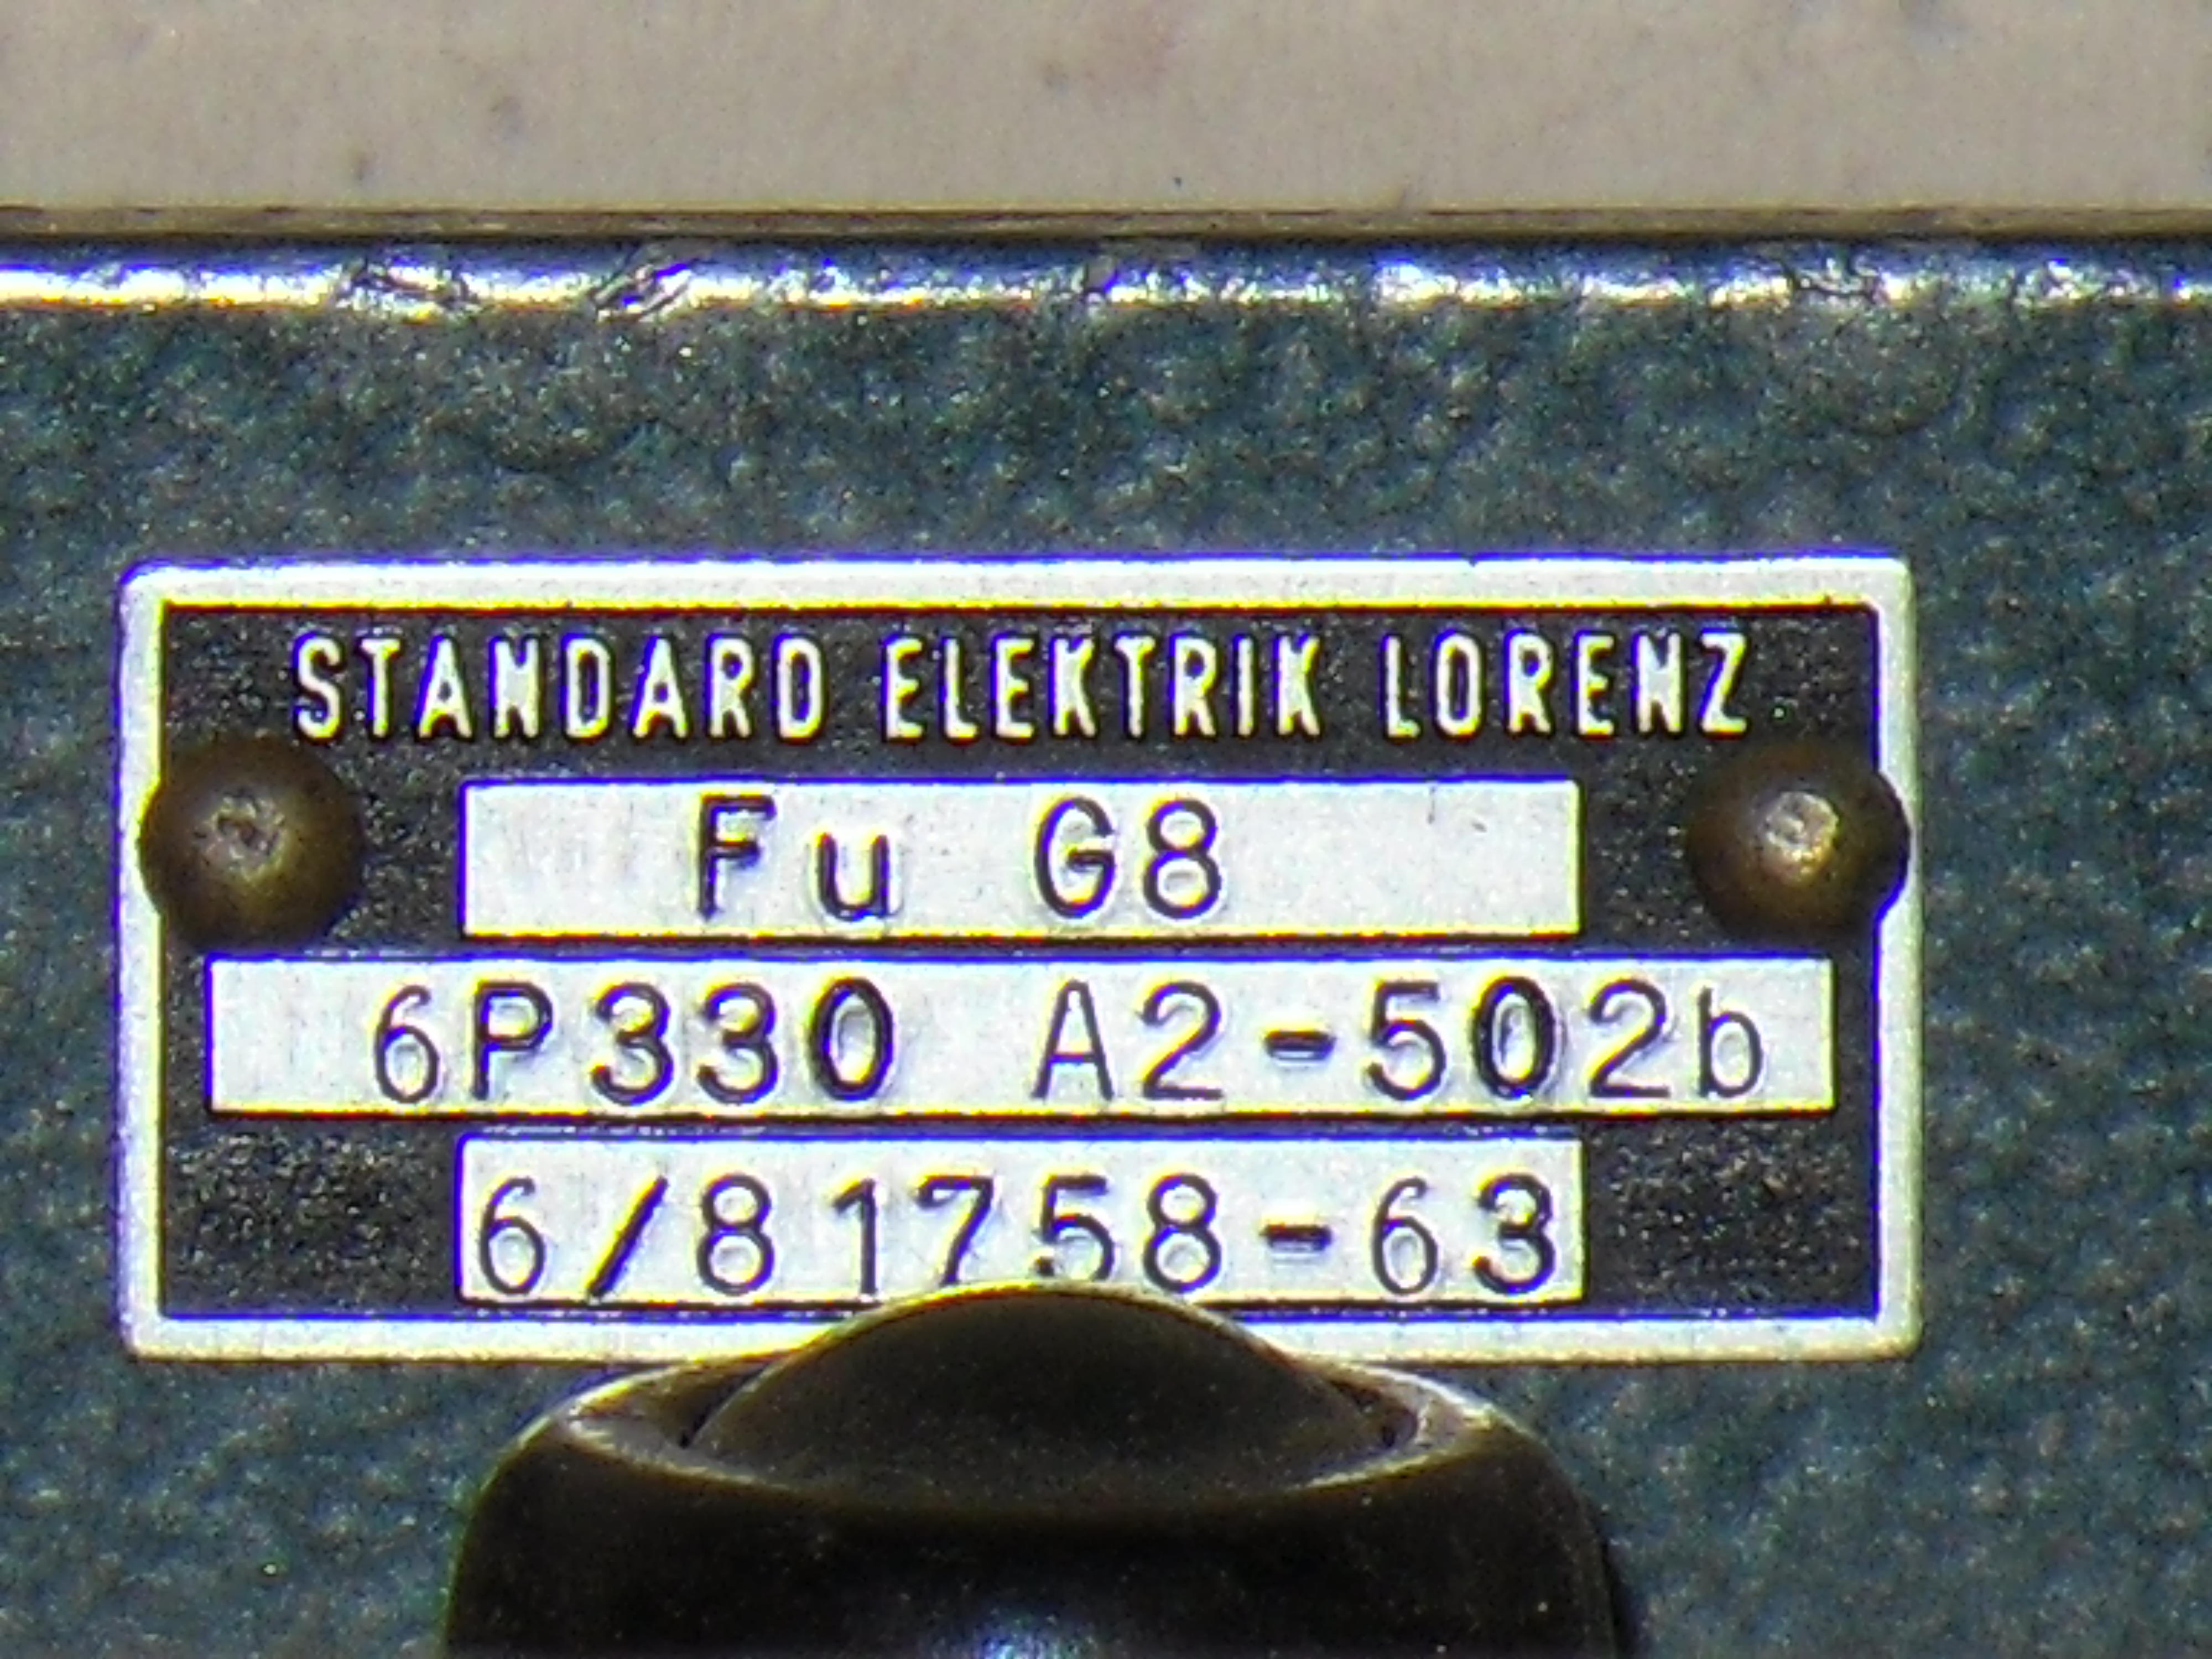 STANDARD ELEKTRIK LORENZ
Fu G8
6P330 A2-502b
6/81758-63